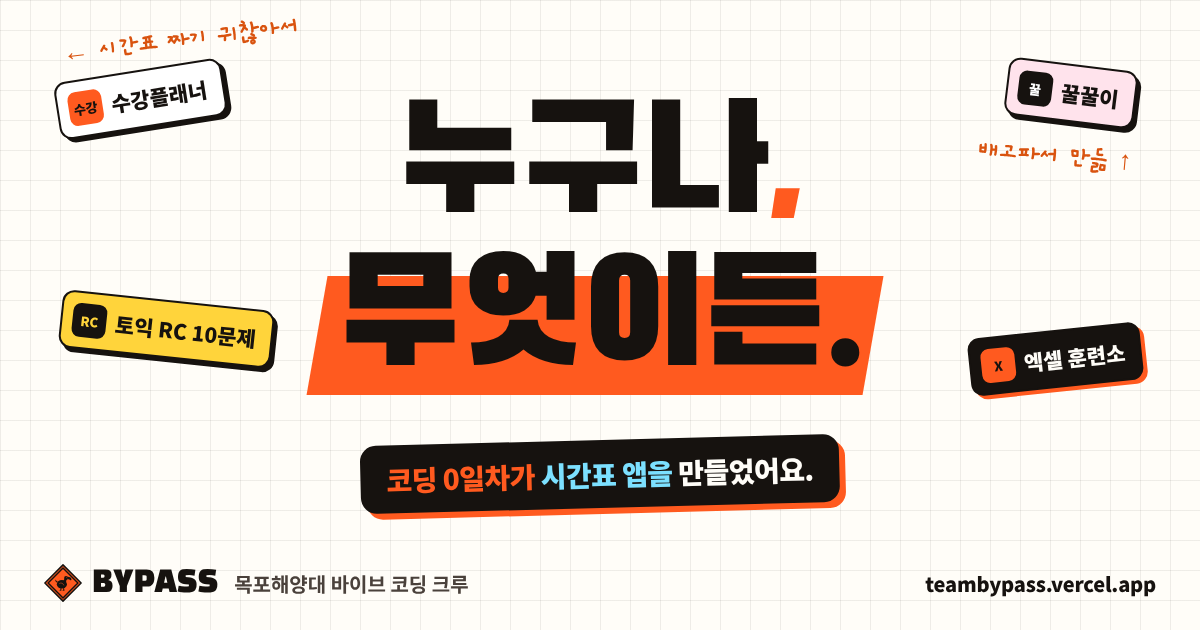 ← 시간표 짜기 귀찮아서
수강 수강플래너
꿀 꿀꿀이
배고파서 만듦 ↑
누구나,
무엇이든.
RC 토익 RC 10문제
X 엑셀 훈련소
코딩 0일차가 시간표 앱을 만들었어요.
BYPASS 목포해양대 바이브 코딩 크루
teambypass.vercel.app